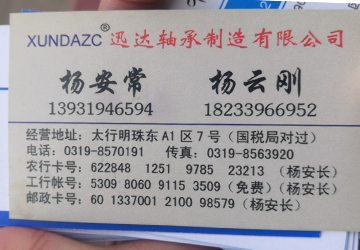 XUNDAZC® 迅达轴承制造有限公司
杨安常 杨云刚
13931946594 18233966952
经营地址：太行明珠东A1区7号（国税局对过）
电话：0319-8570191 传真：0319-8563920
农行卡号：622848 1251 9785 23213（杨安长）
工行帐号：5309 8060 9115 3509（免费）（杨安长）
邮政卡号：60 1337001 2100 98579（杨安长）